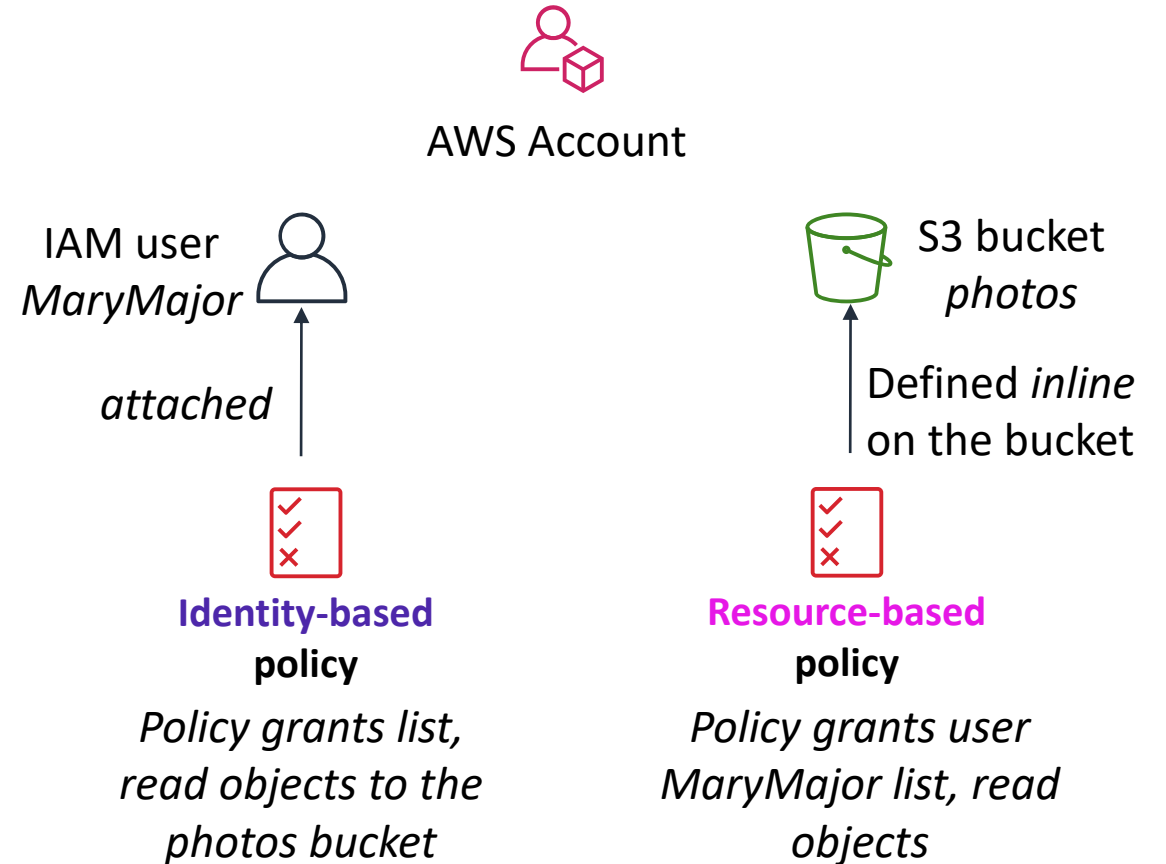 AWS Account
IAM user
MaryMajor
S3 bucket
photos
attached
Defined inline
on the bucket
Identity-based
policy
Policy grants list,
read objects to the
photos bucket
Resource-based
policy
Policy grants user
MaryMajor list, read
objects